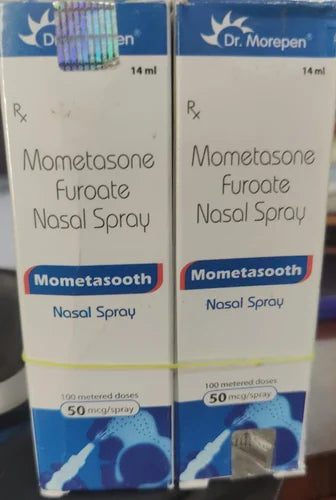 Dr. Morepen
14 ml
Rx
Mometasone
Furoate
Nasal Spray
Mometasooth
Nasal Spray
100 metered doses
50 mcg/spray
Dr. Morepen
14 ml
Rx
Mometasone
Furoate
Nasal Spray
Mometasooth
Nasal Spray
100 metered doses
50 mcg/spray